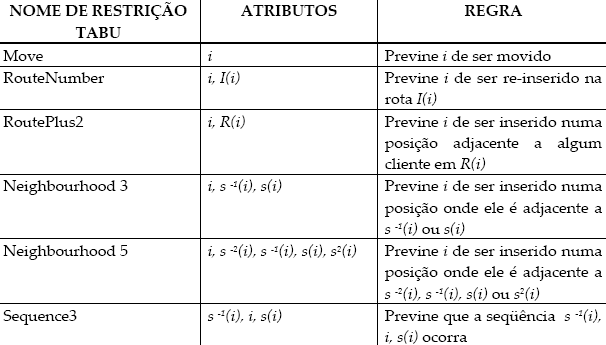 NOME DE RESTRIÇÃO TABU ATRIBUTOS REGRA
Move i Previne i de ser movido
RouteNumber i, I(i) Previne i de ser re-inserido na
rota I(i)
RoutePlus2 i, R(i) Previne i de ser inserido numa
posição adjacente a algum
cliente em R(i)
Neighbourhood 3 i, s -1(i), s(i) Previne i de ser inserido numa
posição onde ele é adjacente a
s -1(i) ou s(i)
Neighbourhood 5 i, s -2(i), s -1(i), s(i), s2(i) Previne i de ser inserido numa
posição onde ele é adjacente a
s -2(i), s -1(i), s(i) ou s2(i)
Sequence3 s -1(i), i, s(i) Previne que a seqüência s -1(i),
i, s(i) ocorra